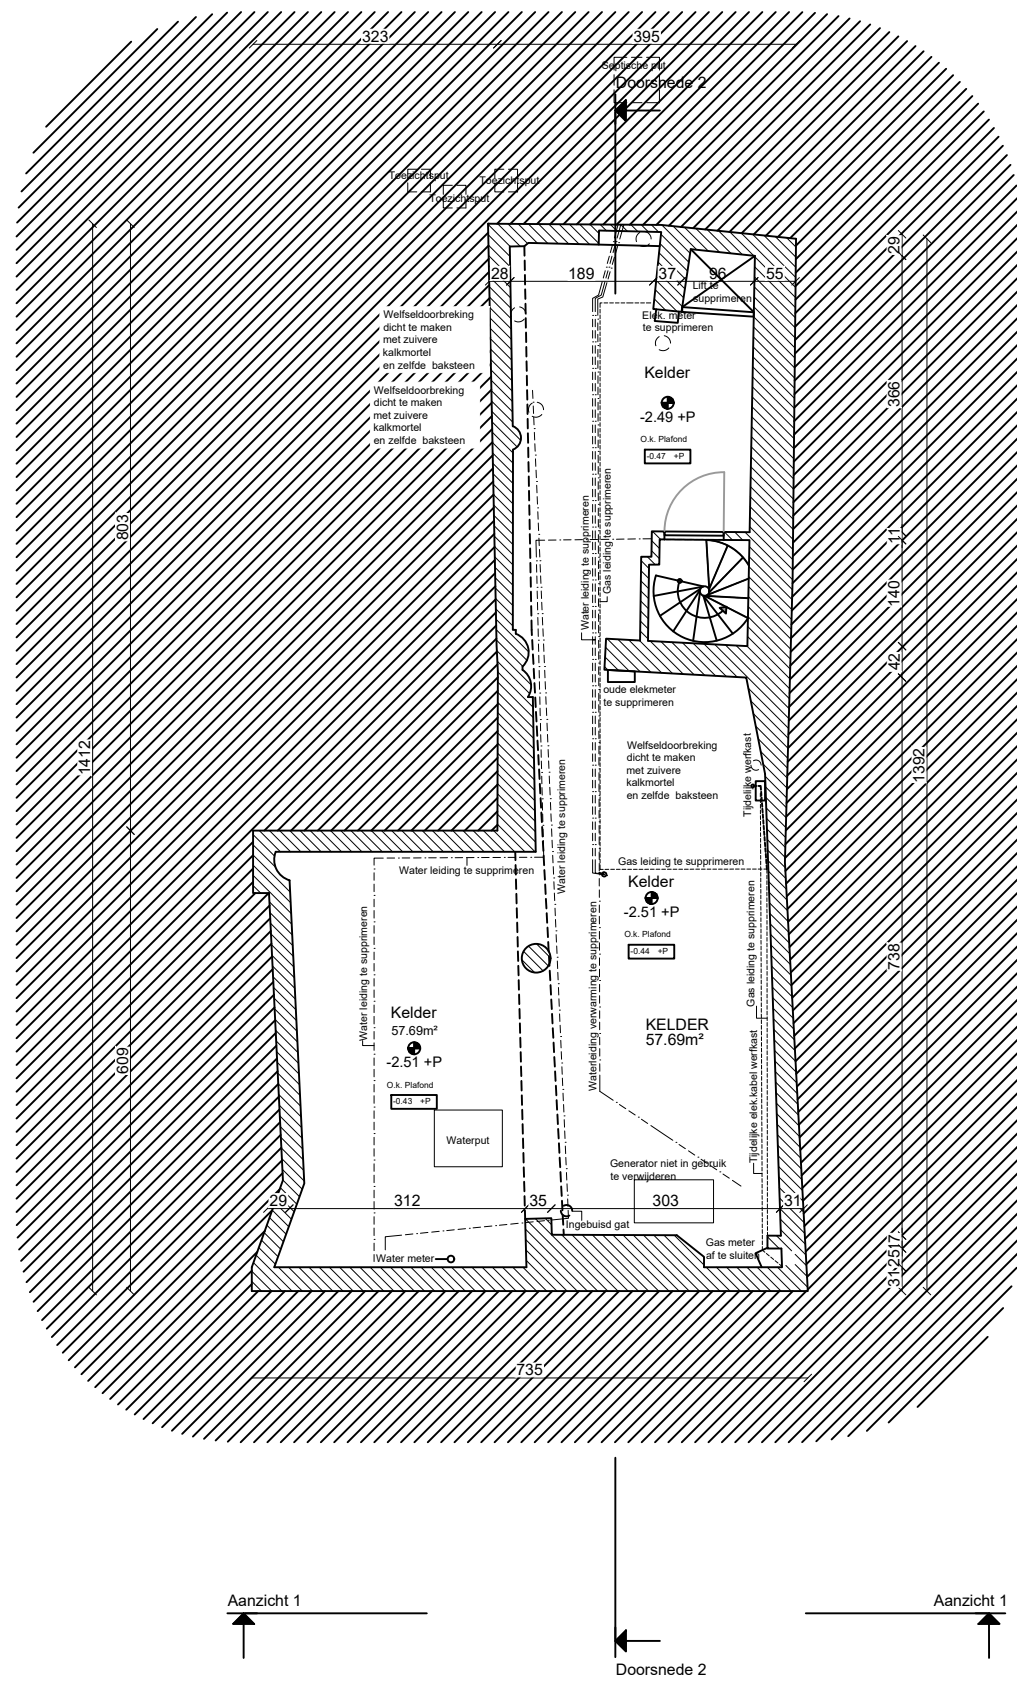 323
395
Septische put
Doorsnede 2
Toezichtsput
Toezichtsput
Toezichtsput
28
189
37
96
55
29
Lift te
supprimeren
Elek. meter
te supprimeren
Welfseldoorbreking
dicht te maken
met zuivere
kalkmortel
en zelfde baksteen
Welfseldoorbreking
dicht te maken
met zuivere
kalkmortel
en zelfde baksteen
Kelder
-2.49 +P
O.k. Plafond
-0.47 +P
366
803
Water leiding te supprimeren
Gas leiding te supprimeren
11
140
42
oude elekmeter
te supprimeren
1412
1392
Welfseldoorbreking
dicht te maken
met zuivere
kalkmortel
en zelfde baksteen
Tijdelijke werfkast
Water leiding te supprimeren
Water leiding te supprimeren
Gas leiding te supprimeren
Kelder
-2.51 +P
O.k. Plafond
-0.44 +P
Water leiding te supprimeren
Waterleiding verwarming te supprimeren
Gas leiding te supprimeren
738
609
Kelder
57.69m²
-2.51 +P
O.k. Plafond
-0.43 +P
KELDER
57.69m²
Tijdelijke elek.kabel werfkast
Waterput
Generator niet in gebruik
te verwijderen
29
312
35
303
31
Ingebuisd gat
Water meter
Gas meter
af te sluiten
17
25
31
735
Aanzicht 1
Aanzicht 1
Doorsnede 2